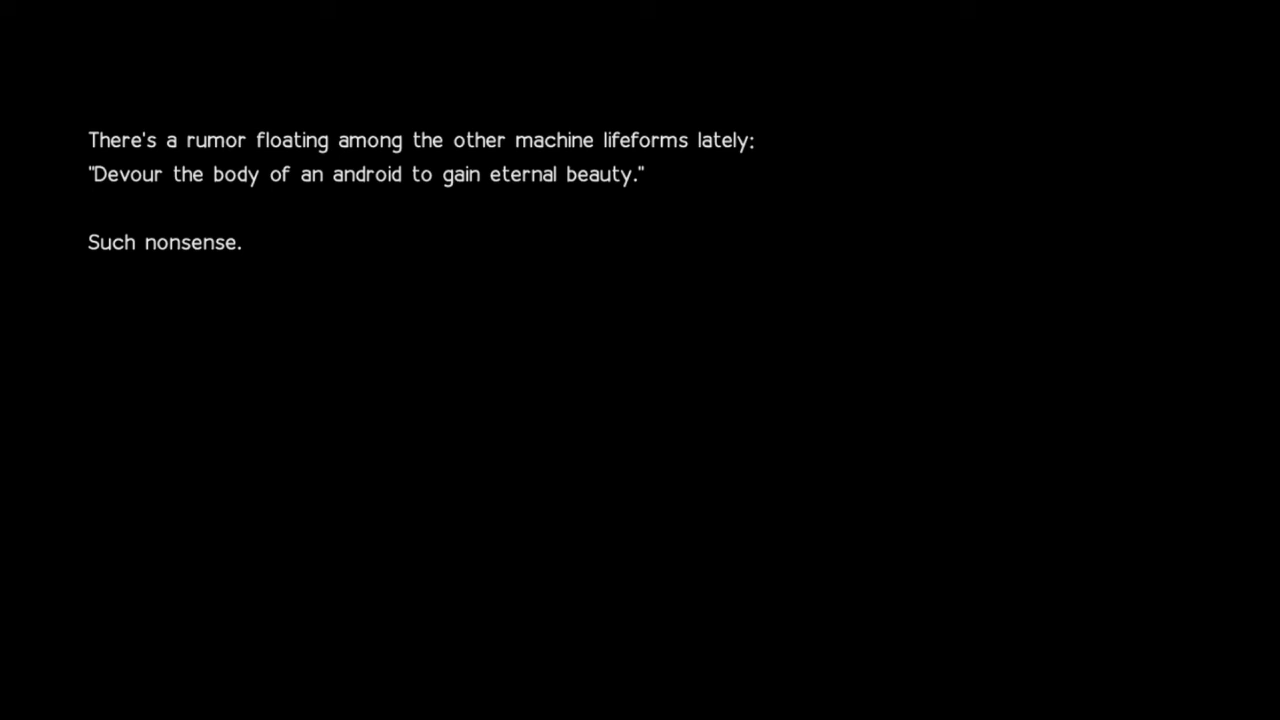 There's a rumor floating among the other machine lifeforms lately:
"Devour the body of an android to gain eternal beauty."
Such nonsense.